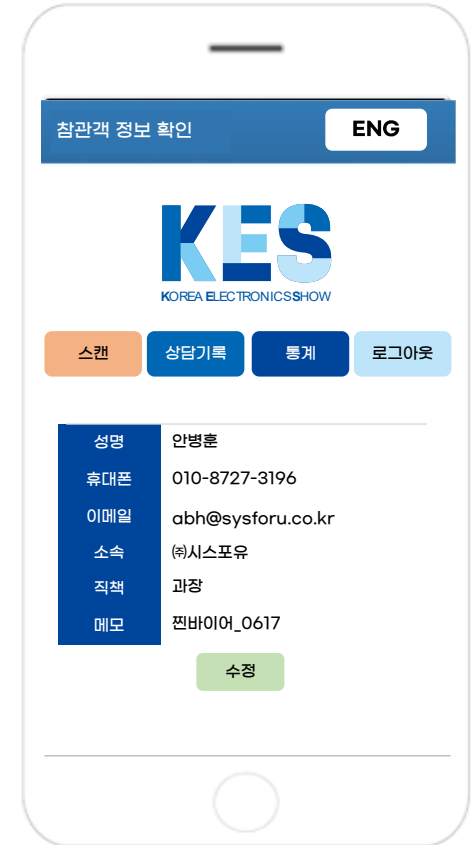 참관객 정보 확인 ENG
KES
KOREA ELECTRONICS SHOW
스캔 상담기록 통계 로그아웃
성명 안병훈
휴대폰 010-8727-3196
이메일 abh@sysforu.co.kr
소속 ㈜시스포유
직책 과장
메모 찐바이어_0617
수정